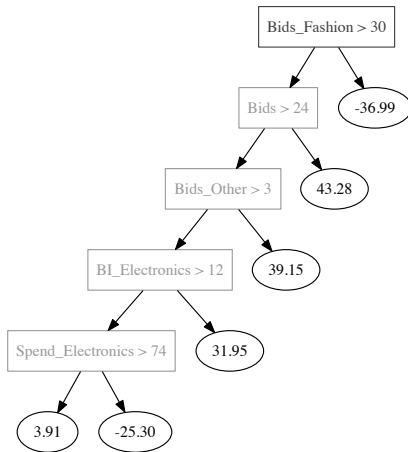 Bids_Fashion > 30
Bids > 24
-36.99
Bids_Other > 3
43.28
BI_Electronics > 12
39.15
Spend_Electronics > 74
31.95
3.91
-25.30